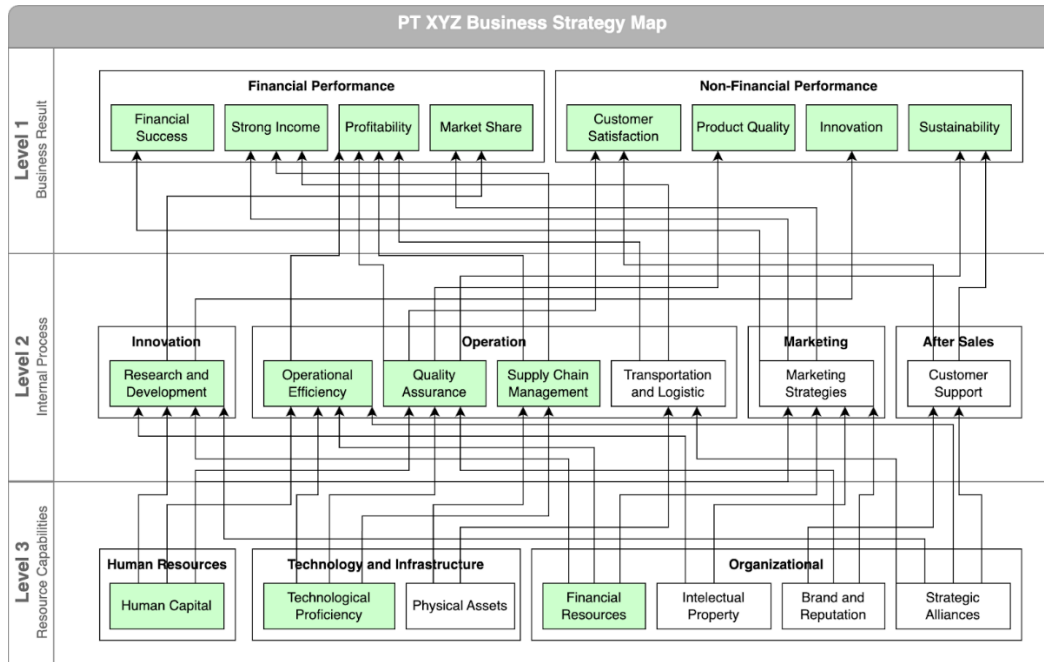 PT XYZ Business Strategy Map
Level 1
Business Result
Financial Performance
Non-Financial Performance
Financial
Success
Strong Income
Profitability
Market Share
Customer
Satisfaction
Product Quality
Innovation
Sustainability
Level 2
Internal Process
Innovation
Operation
Marketing
After Sales
Research and
Development
Operational
Efficiency
Quality
Assurance
Supply Chain
Management
Transportation
and Logistic
Marketing
Strategies
Customer
Support
Level 3
Resource Capabilities
Human Resources
Technology and Infrastructure
Organizational
Human Capital
Technological
Proficiency
Physical Assets
Financial
Resources
Intelectual
Property
Brand and
Reputation
Strategic
Alliances